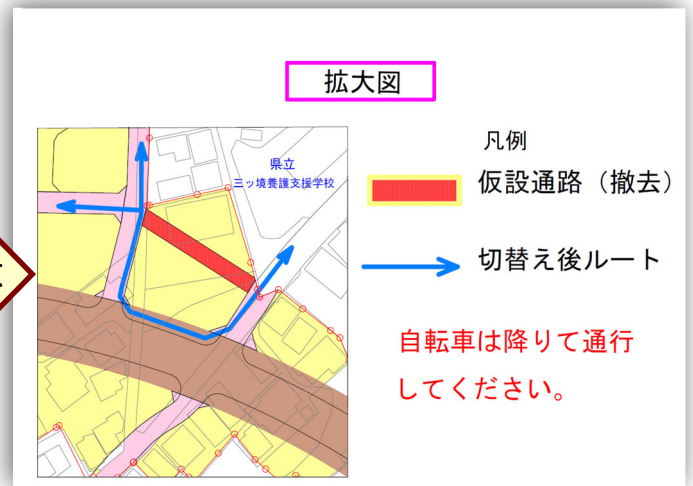 拡大図
県立
三ッ境養護支援学校
凡例
仮設通路（撤去）
切替え後ルート
自転車は降りて通行
してください。